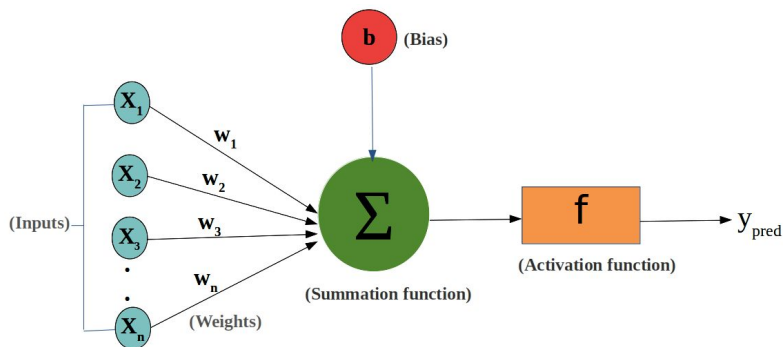 b (Bias)
X1
w1
X2
w2
(Inputs)
w3
X3
Σ
f
ypred
.
.
wn
(Activation function)
(Summation function)
Xn
(Weights)